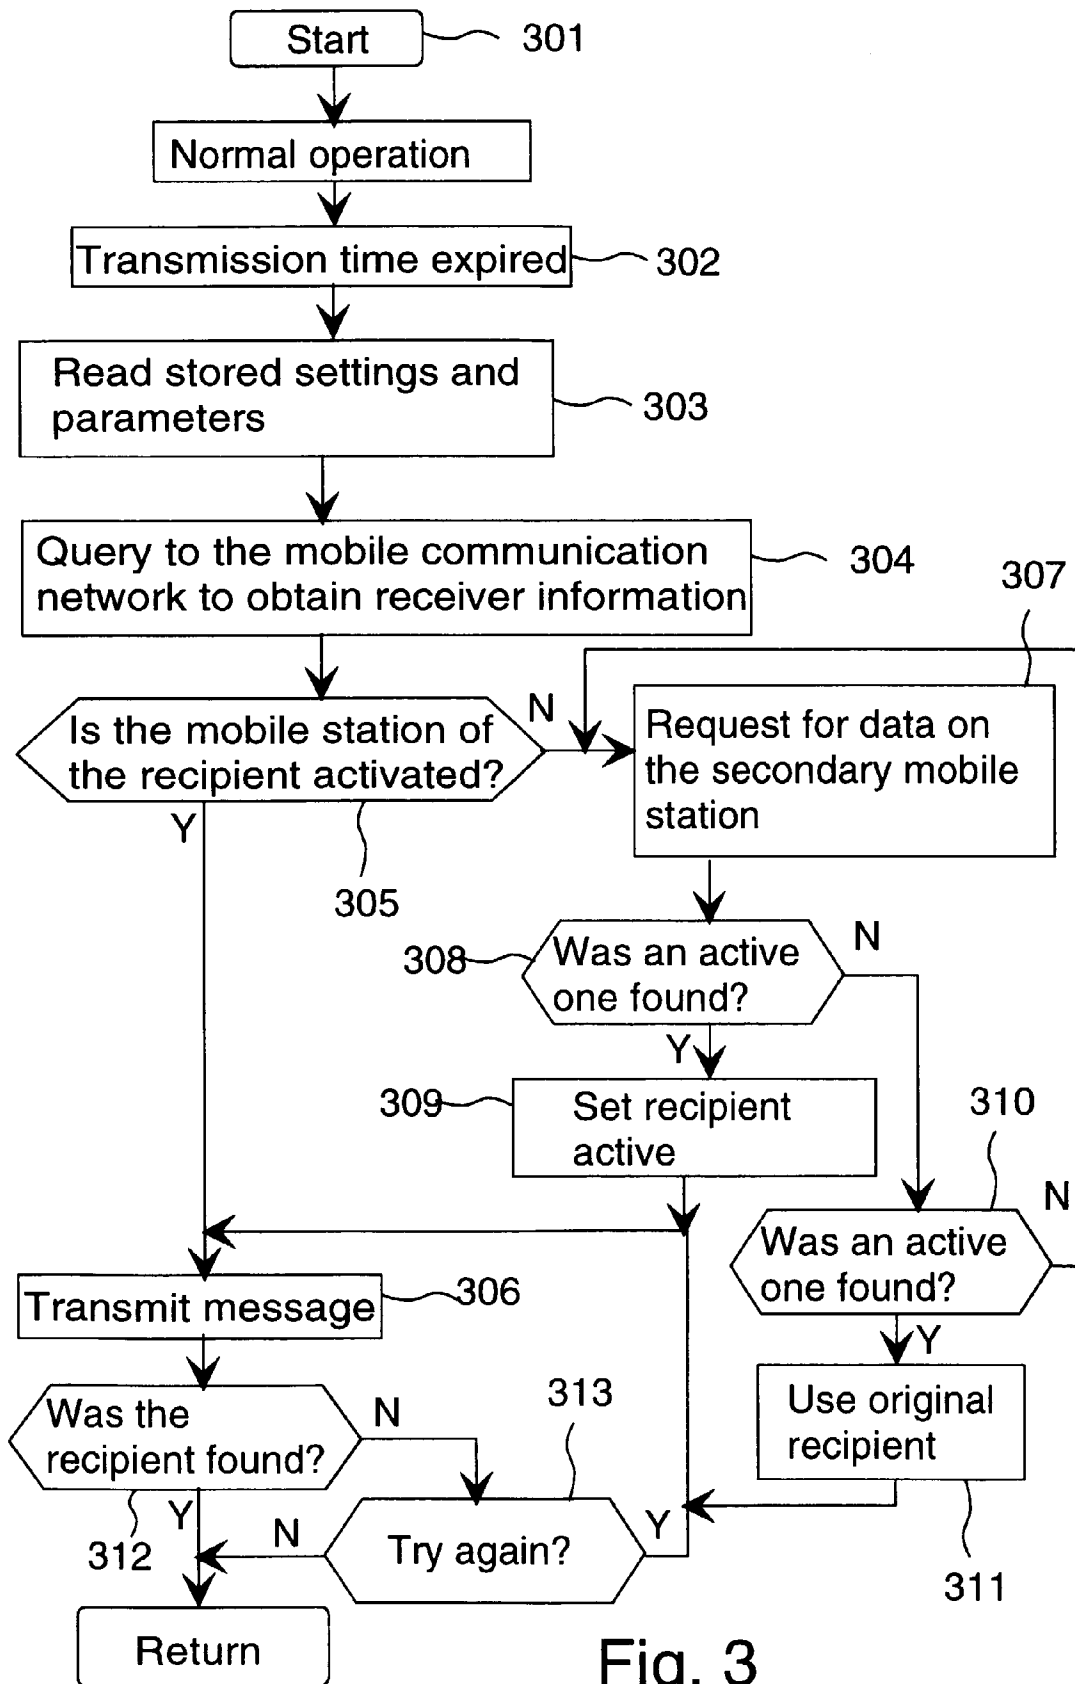 Start
301
Normal operation
Transmission time expired
302
Read stored settings and
parameters
303
Query to the mobile communication
network to obtain receiver information
304
307
Is the mobile station of
the recipient activated?
N
Y
305
Request for data on
the secondary mobile
station
308
Was an active
one found?
N
Y
309
Set recipient
active
310
Was an active
one found?
N
Y
Transmit message
306
Use original
recipient
311
Was the
recipient found?
N
Y
312
313
Try again?
N
Y
Return
Fig. 3